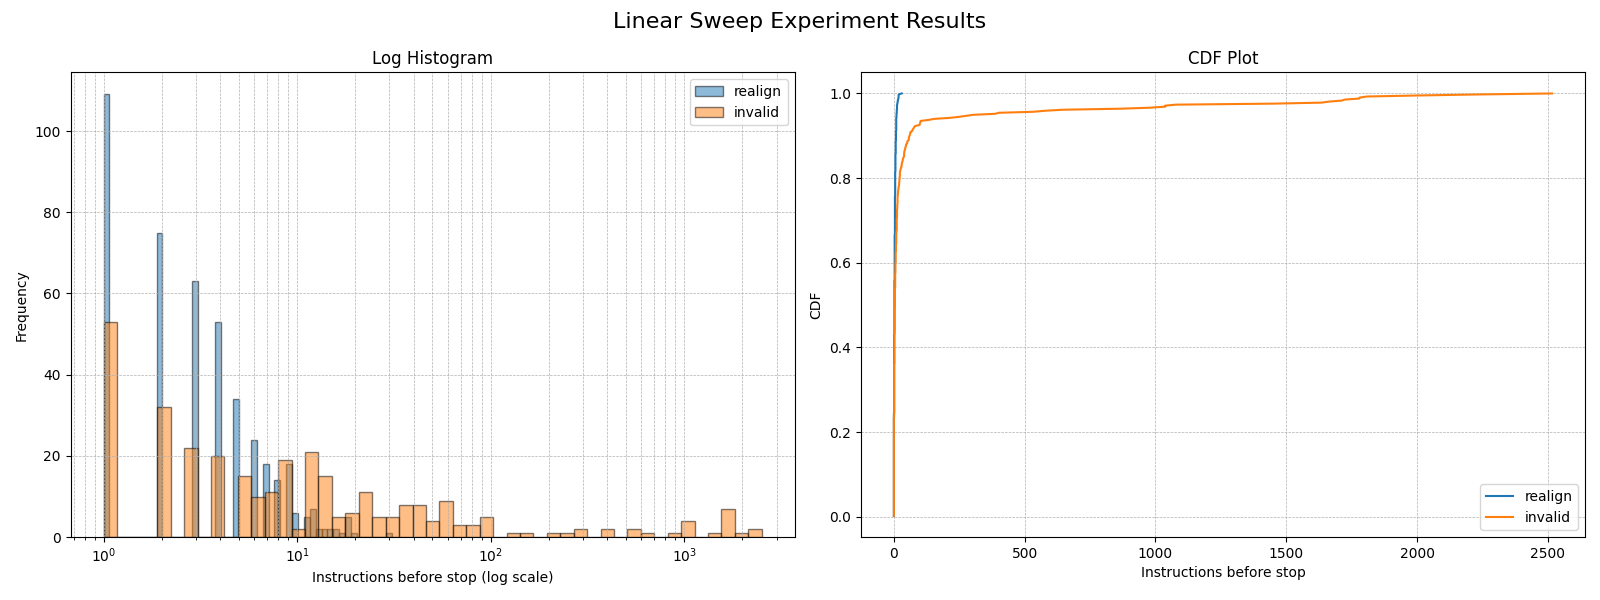 Linear Sweep Experiment Results
Log Histogram
realign
invalid
Frequency
100
80
60
40
20
0
10⁰
10¹
10²
10³
Instructions before stop (log scale)
CDF Plot
CDF
1.0
0.8
0.6
0.4
0.2
0.0
realign
invalid
0
500
1000
1500
2000
2500
Instructions before stop